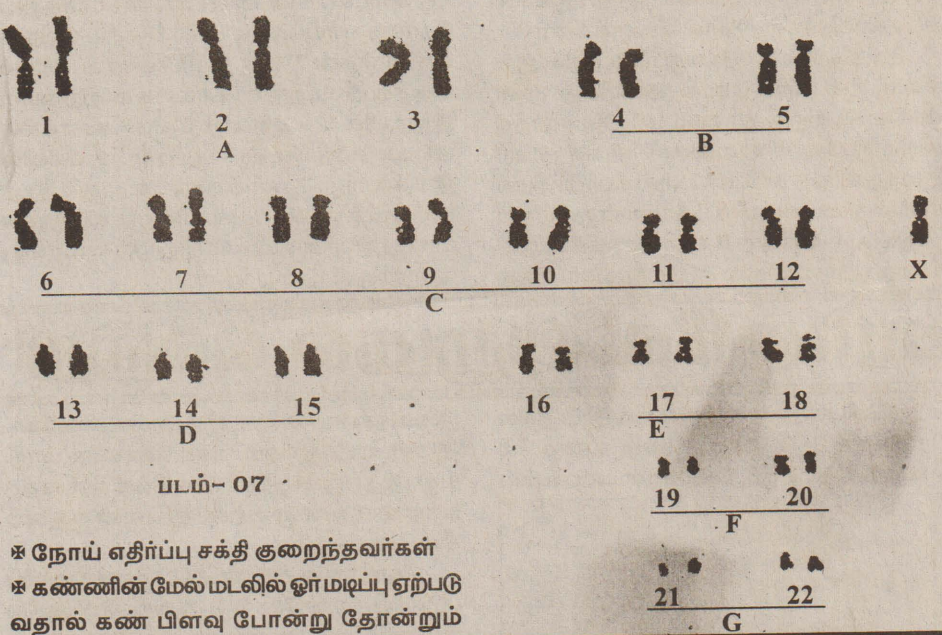 1 2 3 4 5
A B
6 7 8 9 10 11 12 X
C
13 14 15 16 17 18
D E
படம்- 07
19 20
F
✠ நோய் எதிர்ப்பு சக்தி குறைந்தவர்கள்
✠ கண்ணின் மேல் மடலில் ஓர் மடிப்பு ஏற்படு
வதால் கண் பிளவு போன்று தோன்றும்
21 22
G